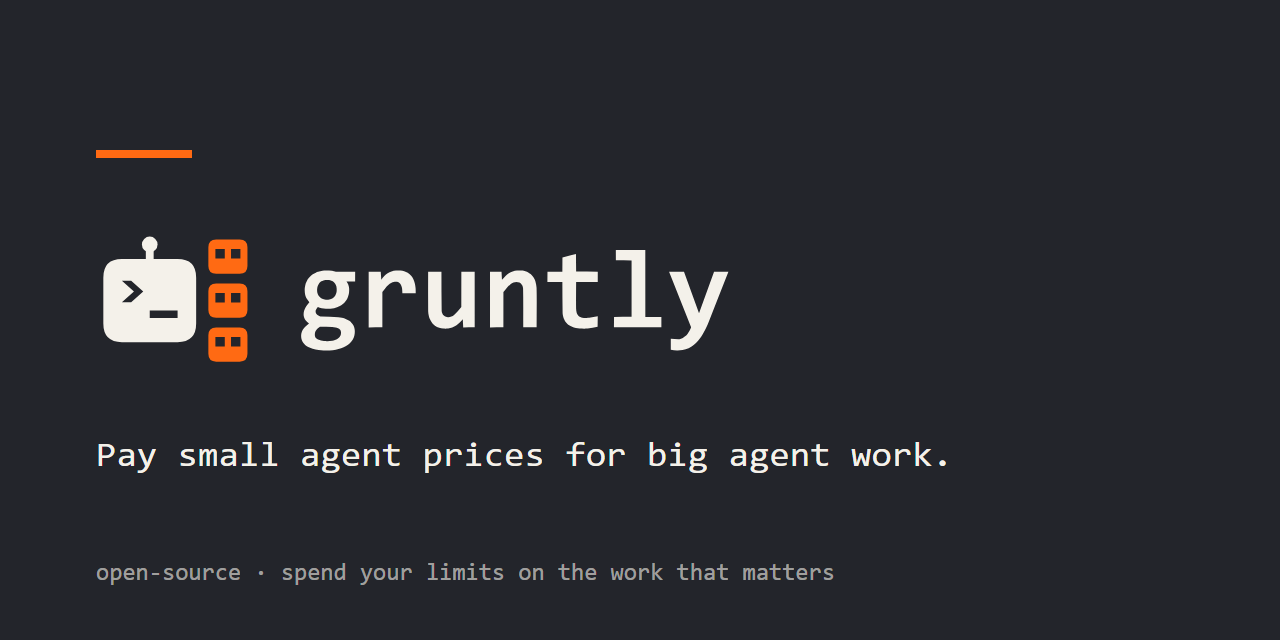 gruntly
Pay small agent prices for big agent work.
open-source · spend your limits on the work that matters